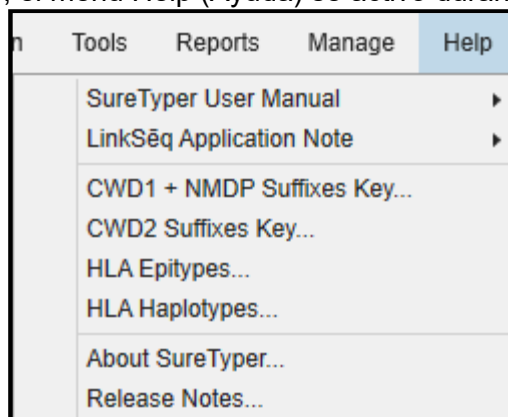 Tools Reports Manage Help
SureTyper User Manual
LinkSēq Application Note
CWD1 + NMDP Suffixes Key...
CWD2 Suffixes Key...
HLA Epitypes...
HLA Haplotypes...
About SureTyper...
Release Notes...